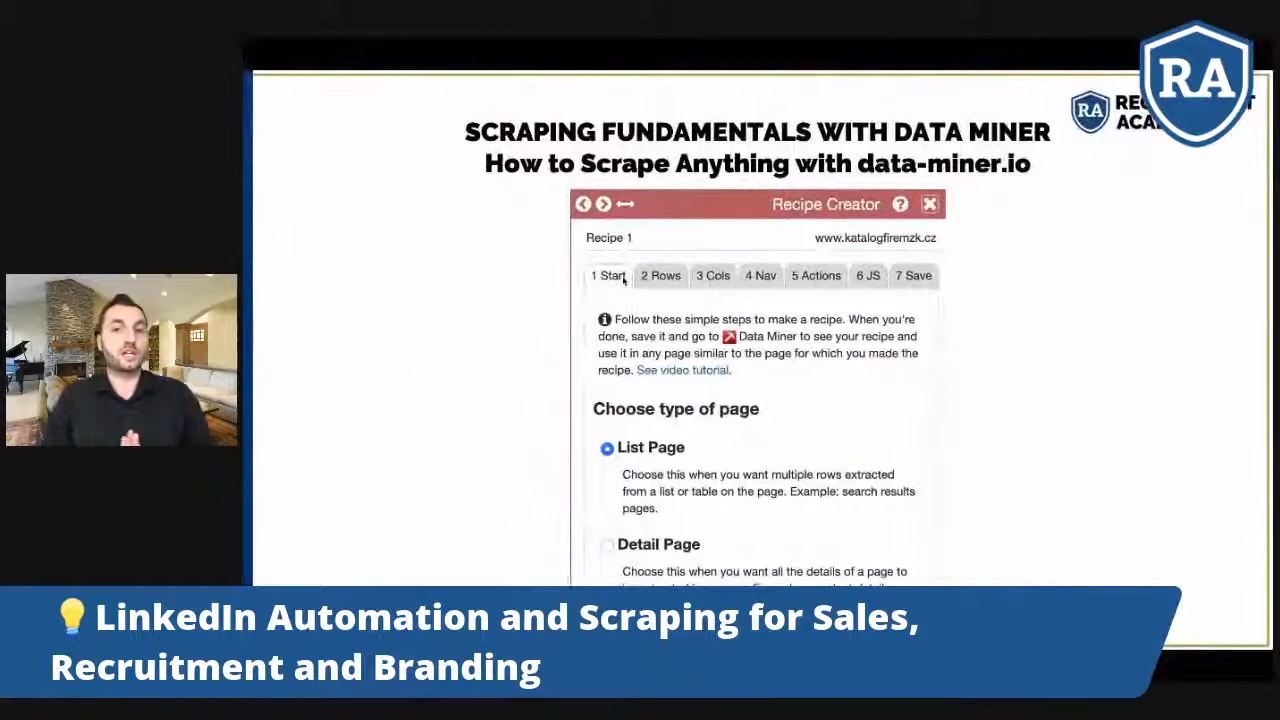 RA
RA
SCRAPING FUNDAMENTALS WITH DATA MINER
How to Scrape Anything with data-miner.io
Recipe Creator ?
Recipe 1 www.katalogfiremzk.cz
1 Start 2 Rows 3 Cols 4 Nav 5 Actions 6 JS 7 Save
Follow these simple steps to make a recipe. When you're
done, save it and go to Data Miner to see your recipe and
use it in any page similar to the page for which you made the
recipe. See video tutorial.
Choose type of page
List Page
Choose this when you want multiple rows extracted
from a list or table on the page. Example: search results
pages.
Detail Page
Choose this when you want all the details of a page to
💡LinkedIn Automation and Scraping for Sales,
Recruitment and Branding